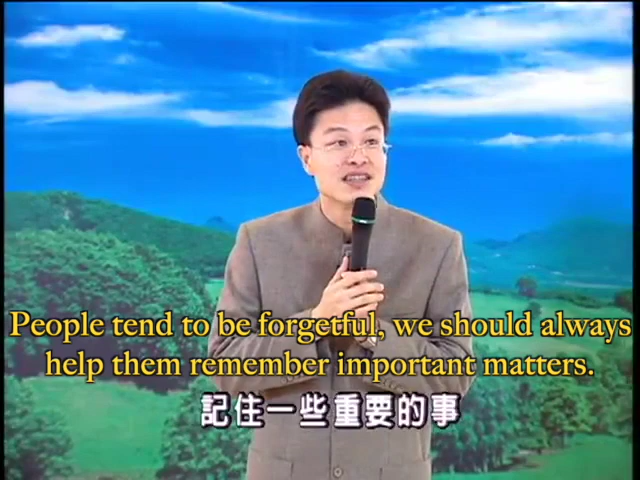 People tend to be forgetful, we should always
help them remember important matters.
記住一些重要的事